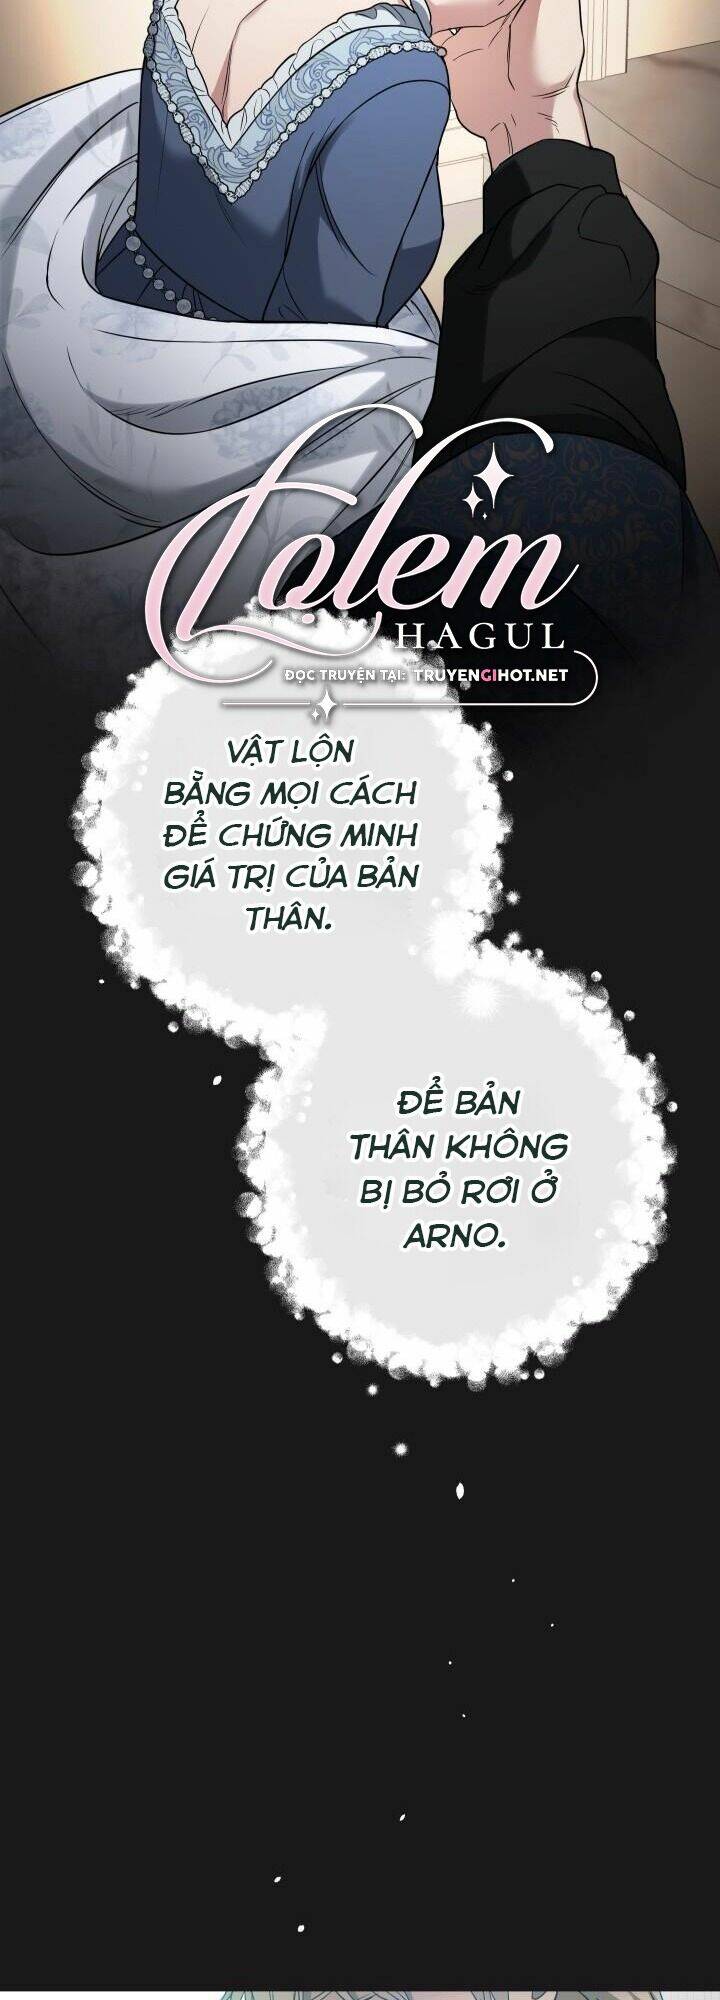 Lọlem
HAGUL
ĐỌC TRUYỆN TẠI: TRUYENGIHOT.NET
VẬT LỘN
BẰNG MỌI CÁCH
ĐỂ CHỨNG MINH
GIÁ TRỊ CỦA BẢN
THÂN.
ĐỂ BẢN
THÂN KHÔNG
BỊ BỎ RƠI Ở
ARNO.